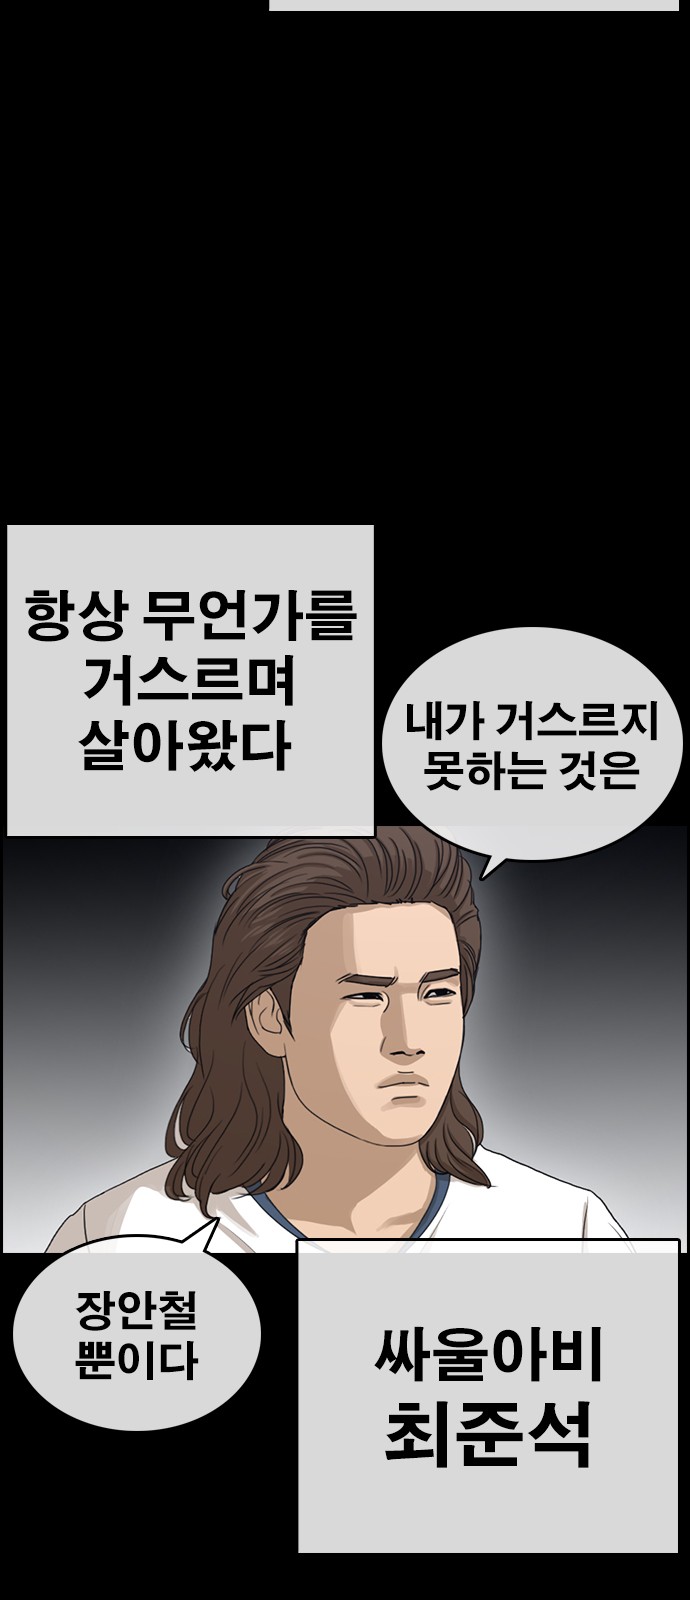 항상 무언가를
거스르며
살아왔다
내가 거스르지
못하는 것은
장안철
뿐이다
싸울아비
최준석